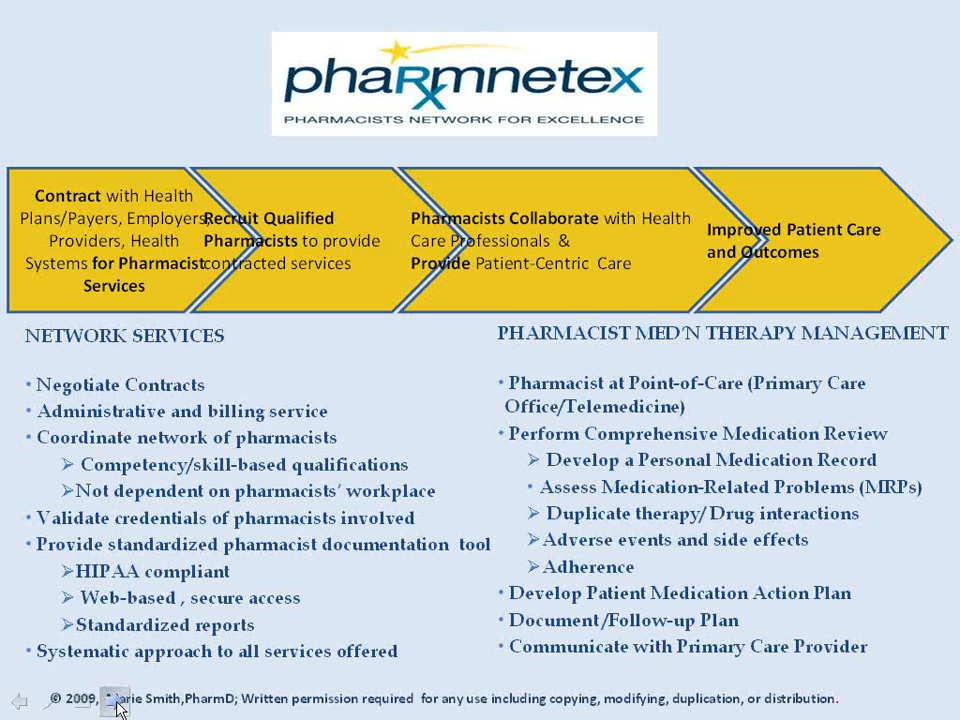 phaRmnetex
PHARMACISTS NETWORK FOR EXCELLENCE
Contract with Health
Plans/Payers, Employers,
Providers, Health
Systems for Pharmacist
Services
Recruit Qualified
Pharmacists to provide
contracted services
Pharmacists Collaborate with Health
Care Professionals &
Provide Patient-Centric Care
Improved Patient Care
and Outcomes
NETWORK SERVICES
• Negotiate Contracts
• Administrative and billing service
• Coordinate network of pharmacists
➢ Competency/skill-based qualifications
➢Not dependent on pharmacists' workplace
• Validate credentials of pharmacists involved
• Provide standardized pharmacist documentation tool
➢HIPAA compliant
➢ Web-based , secure access
➢Standardized reports
• Systematic approach to all services offered
PHARMACIST MED'N THERAPY MANAGEMENT
• Pharmacist at Point-of-Care (Primary Care
Office/Telemedicine)
• Perform Comprehensive Medication Review
➢ Develop a Personal Medication Record
• Assess Medication-Related Problems (MRPs)
➢ Duplicate therapy/ Drug interactions
➢Adverse events and side effects
➢Adherence
• Develop Patient Medication Action Plan
• Document /Follow-up Plan
• Communicate with Primary Care Provider
© 2009, Marie Smith,PharmD; Written permission required for any use including copying, modifying, duplication, or distribution.